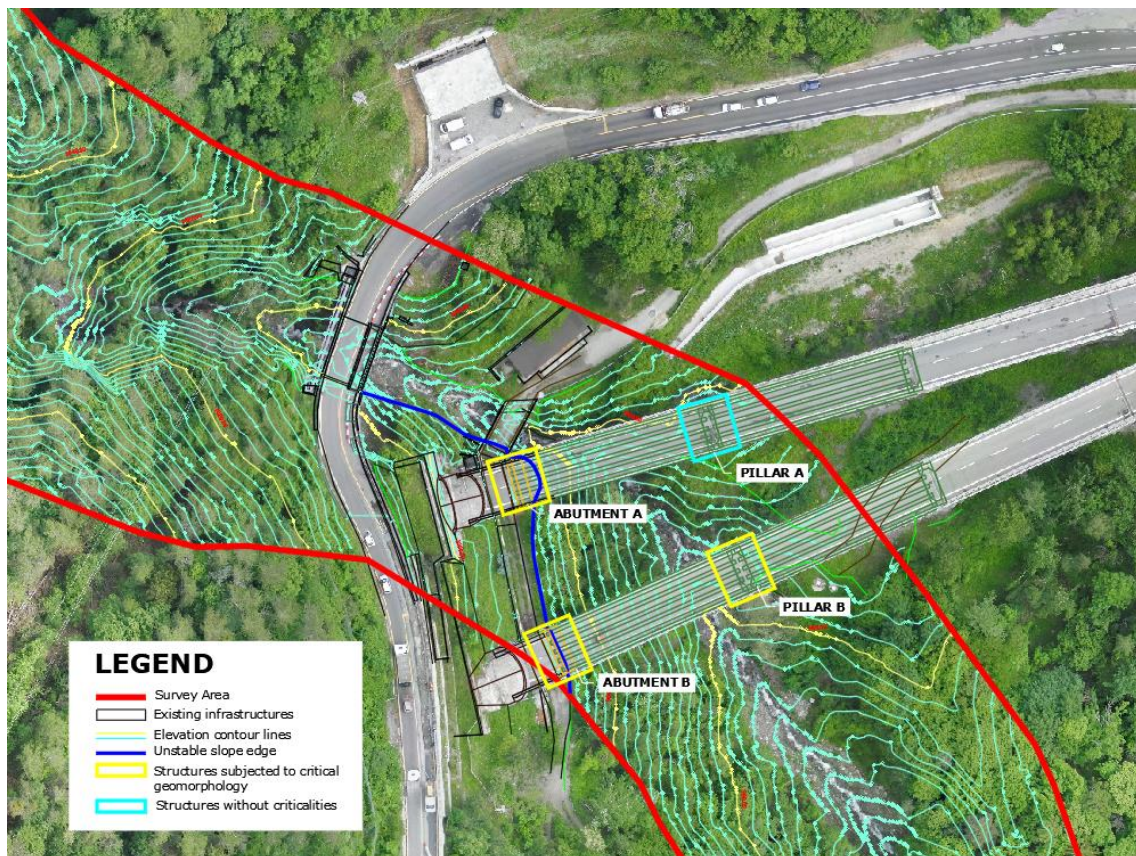 PILLAR A
ABUTMENT A
PILLAR B
ABUTMENT B
LEGEND
Survey Area
Existing infrastructures
Elevation contour lines
Unstable slope edge
Structures subjected to critical
geomorphology
Structures without criticalities